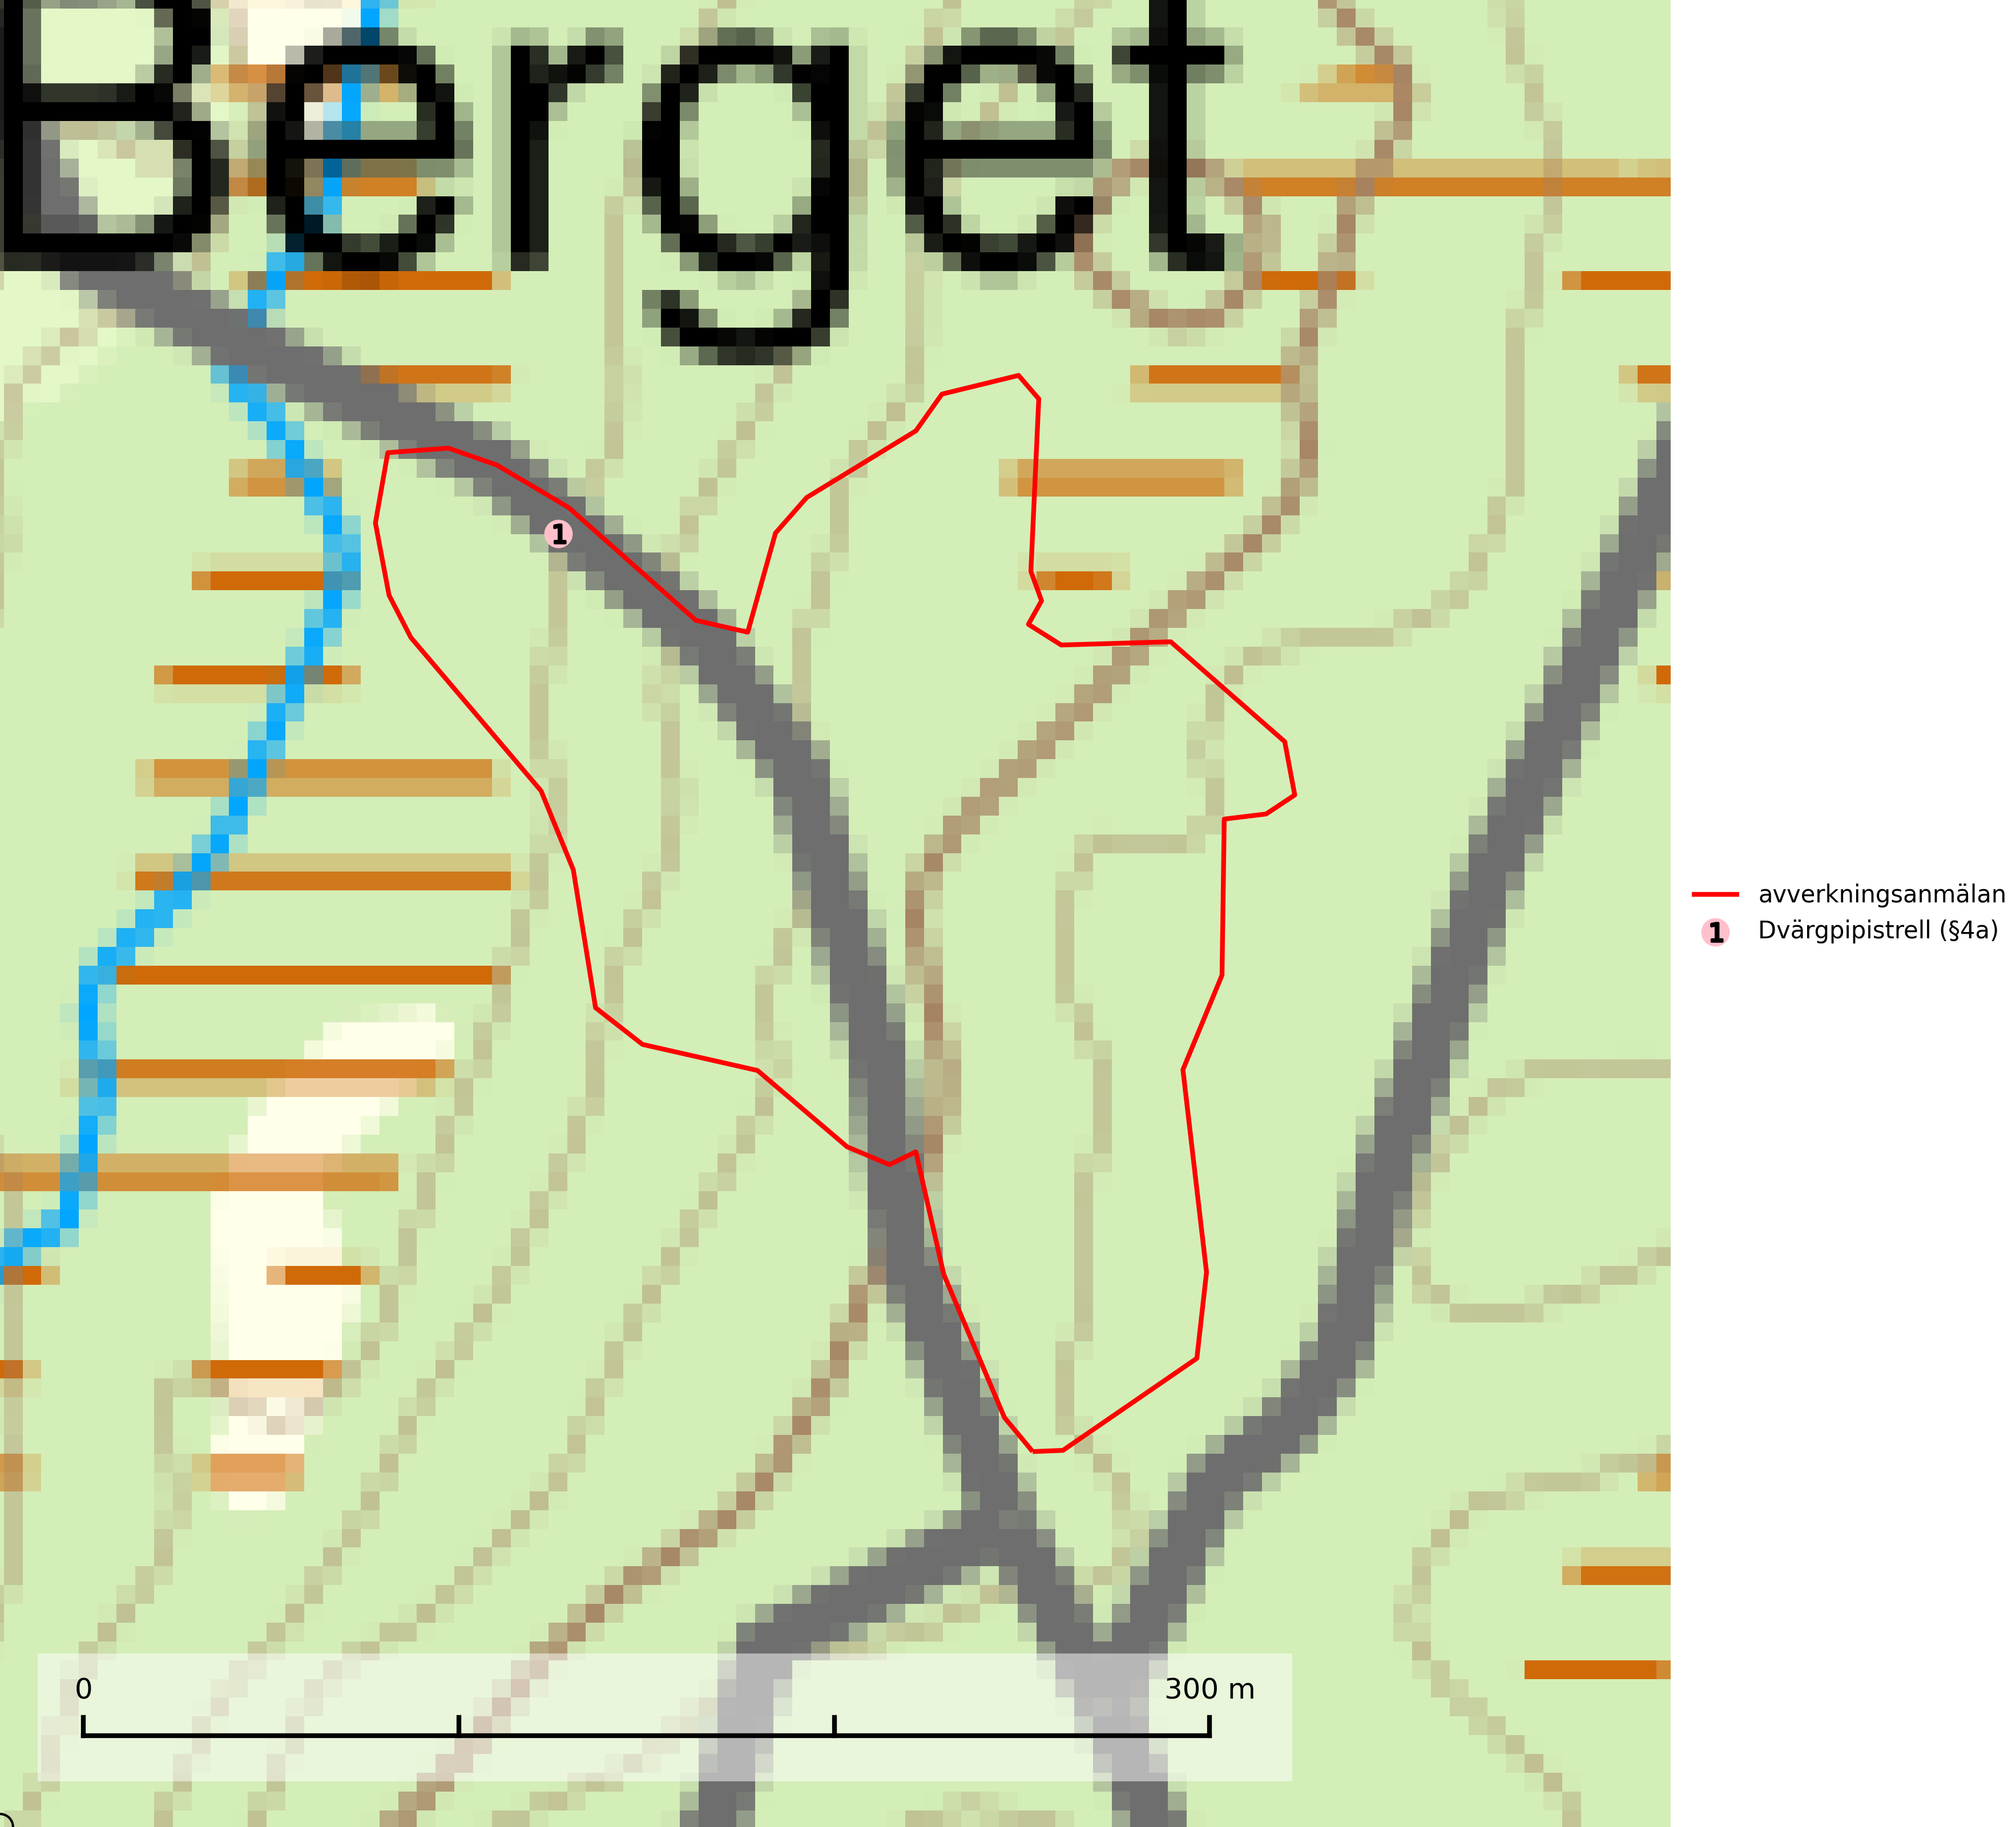 Berget
1
avverkningsanmälan
1 Dvärgpipistrell (§4a)
0 300 m